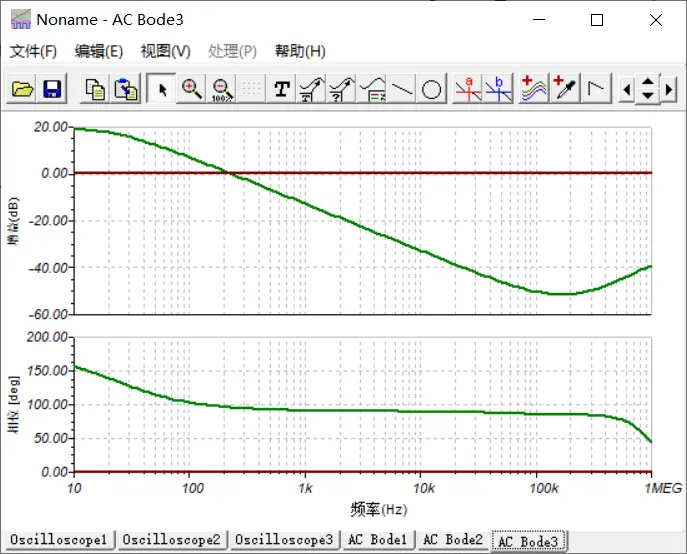 Noname - AC Bode3
文件(F) 编辑(E) 视图(V) 处理(P) 帮助(H)
100% T T ? a b
20.00
0.00
-20.00
-40.00
-60.00
增益(dB)
200.00
150.00
100.00
50.00
0.00
相位 [deg]
10 100 1k 10k 100k 1MEG
频率(Hz)
Oscilloscope1 Oscilloscope2 Oscilloscope3 AC Bode1 AC Bode2 AC Bode3